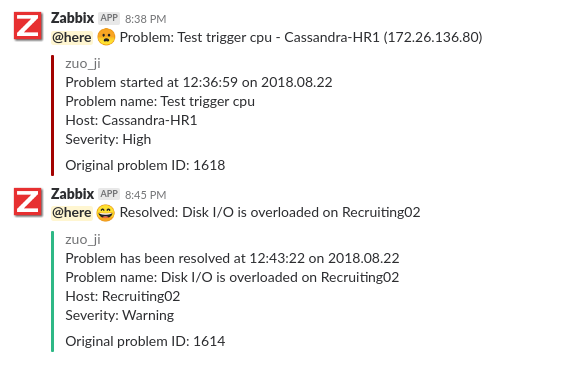 Zabbix APP 8:38 PM
@here 😮 Problem: Test trigger cpu - Cassandra-HR1 (172.26.136.80)
zuo_ji
Problem started at 12:36:59 on 2018.08.22
Problem name: Test trigger cpu
Host: Cassandra-HR1
Severity: High
Original problem ID: 1618
Zabbix APP 8:45 PM
@here 😄 Resolved: Disk I/O is overloaded on Recruiting02
zuo_ji
Problem has been resolved at 12:43:22 on 2018.08.22
Problem name: Disk I/O is overloaded on Recruiting02
Host: Recruiting02
Severity: Warning
Original problem ID: 1614